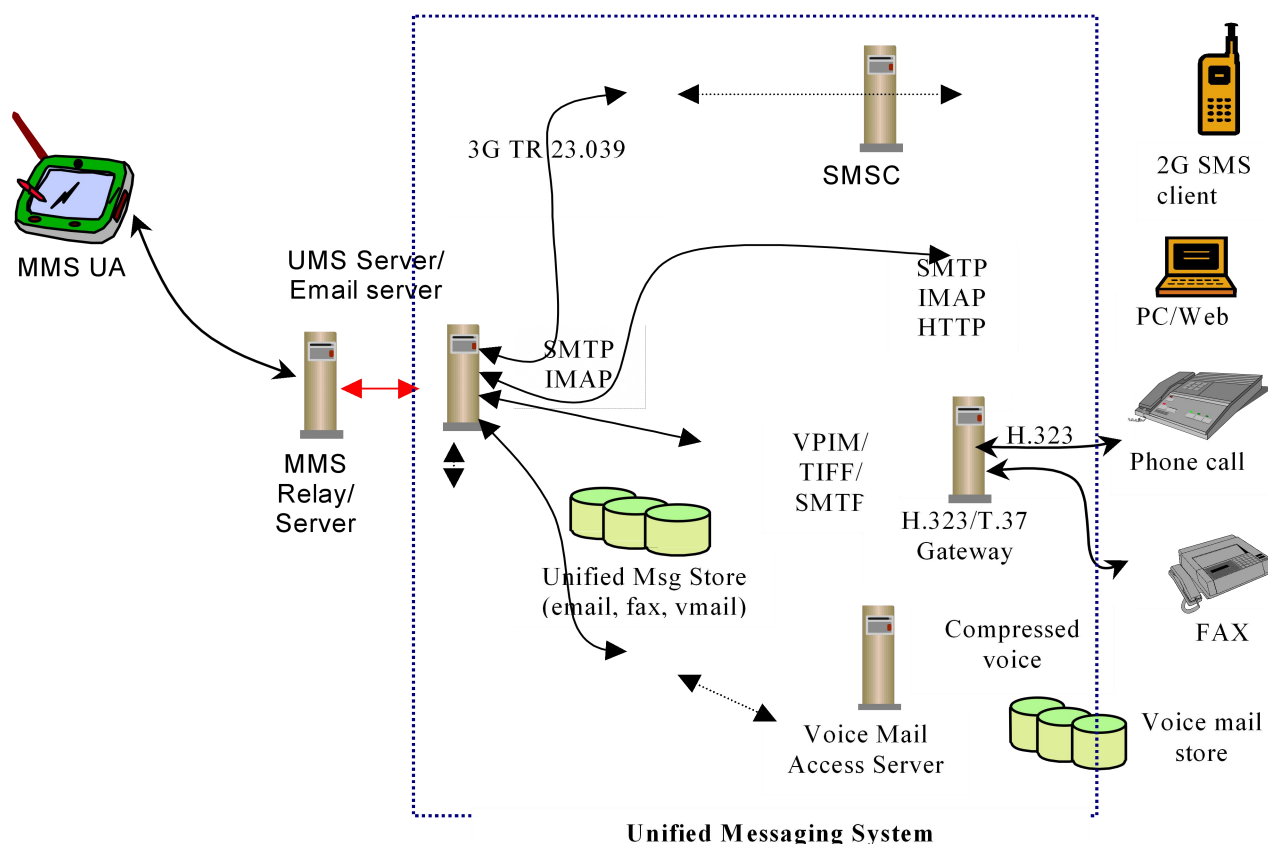 3G TR 23.039
SMSC
2G SMS
client
MMS UA
UMS Server/
Email server
SMTP
IMAP
HTTP
PC/Web
SMTP
IMAP
MMS
Relay/
Server
VPIM/
TIFF/
SMTP
H.323
Phone call
H.323/T.37
Gateway
Unified Msg Store
(email, fax, vmail)
FAX
Compressed
voice
Voice Mail
Access Server
Voice mail
store
Unified Messaging System